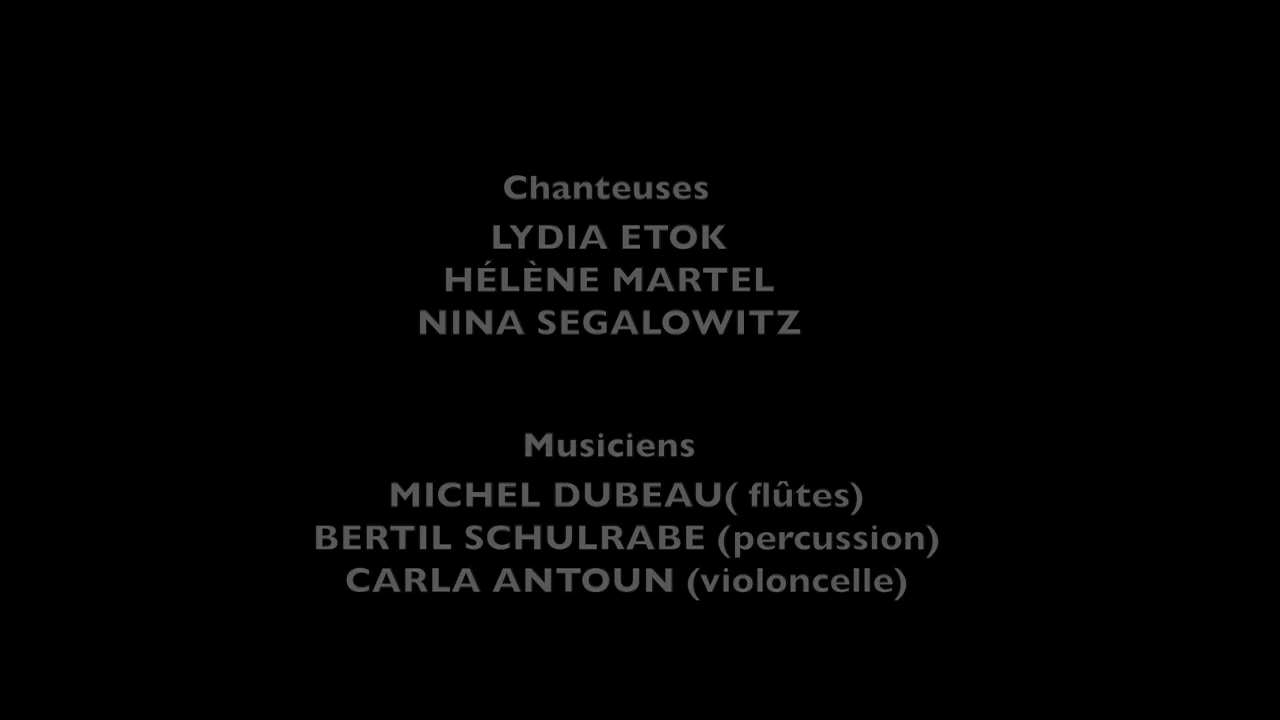 Chanteuses
LYDIA ETOK
HÉLÈNE MARTEL
NINA SEGALOWITZ
Musiciens
MICHEL DUBEAU( flûtes)
BERTIL SCHULRABE (percussion)
CARLA ANTOUN (violoncelle)